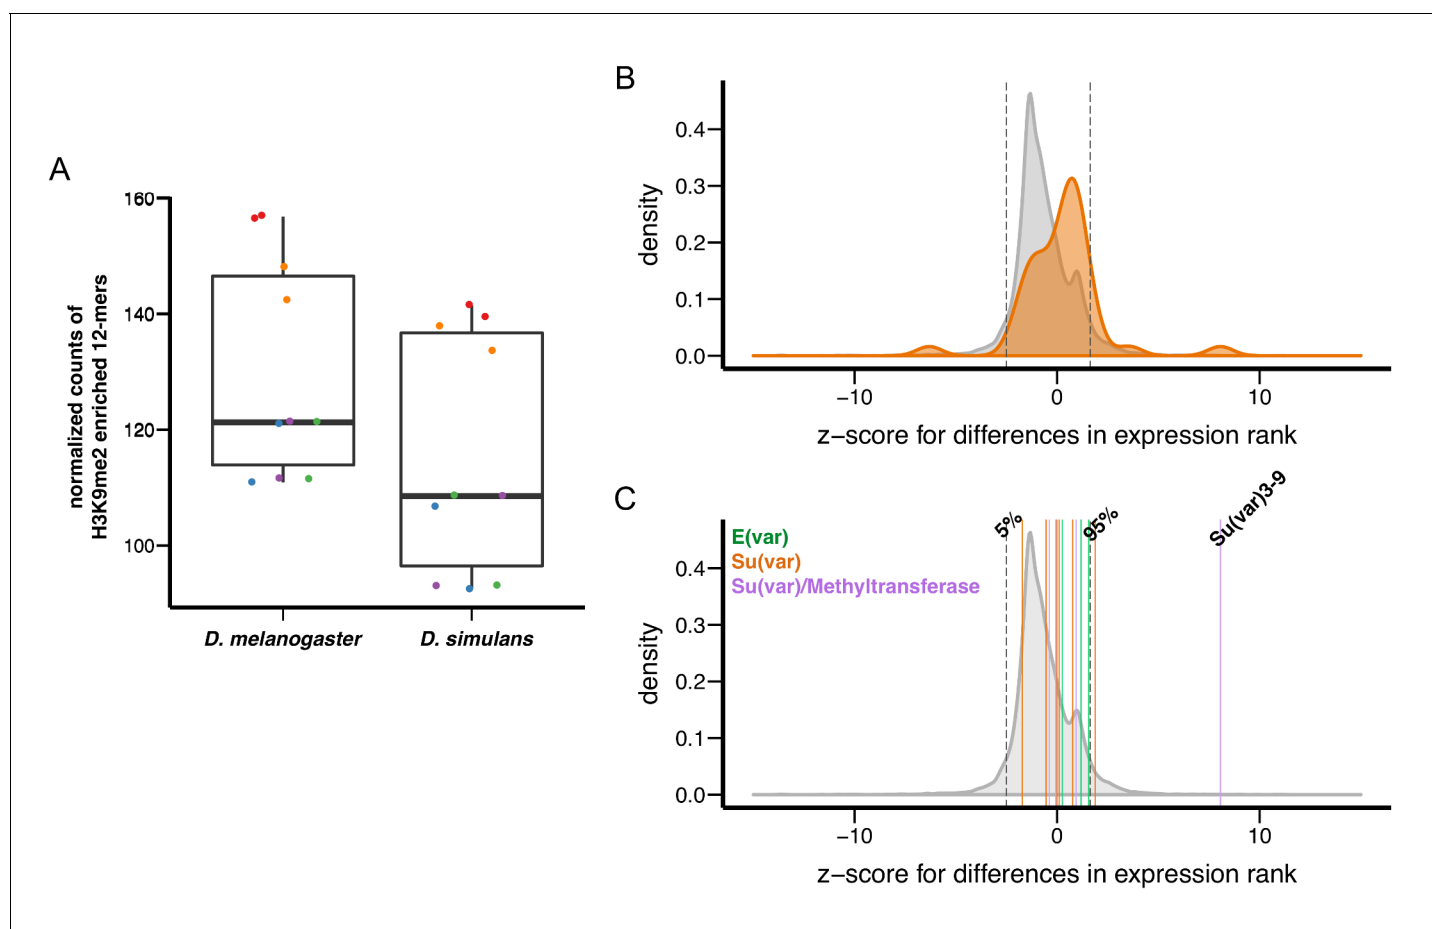 A
160
140
120
100
normalized counts of
H3K9me2 enriched 12-mers
D. melanogaster
D. simulans
B
0.4
0.3
0.2
0.1
0.0
density
−10
0
10
z−score for differences in expression rank
C
5%
95%
Su(var)3-9
E(var)
Su(var)
Su(var)/Methyltransferase
0.4
0.3
0.2
0.1
0.0
density
−10
0
10
z−score for differences in expression rank